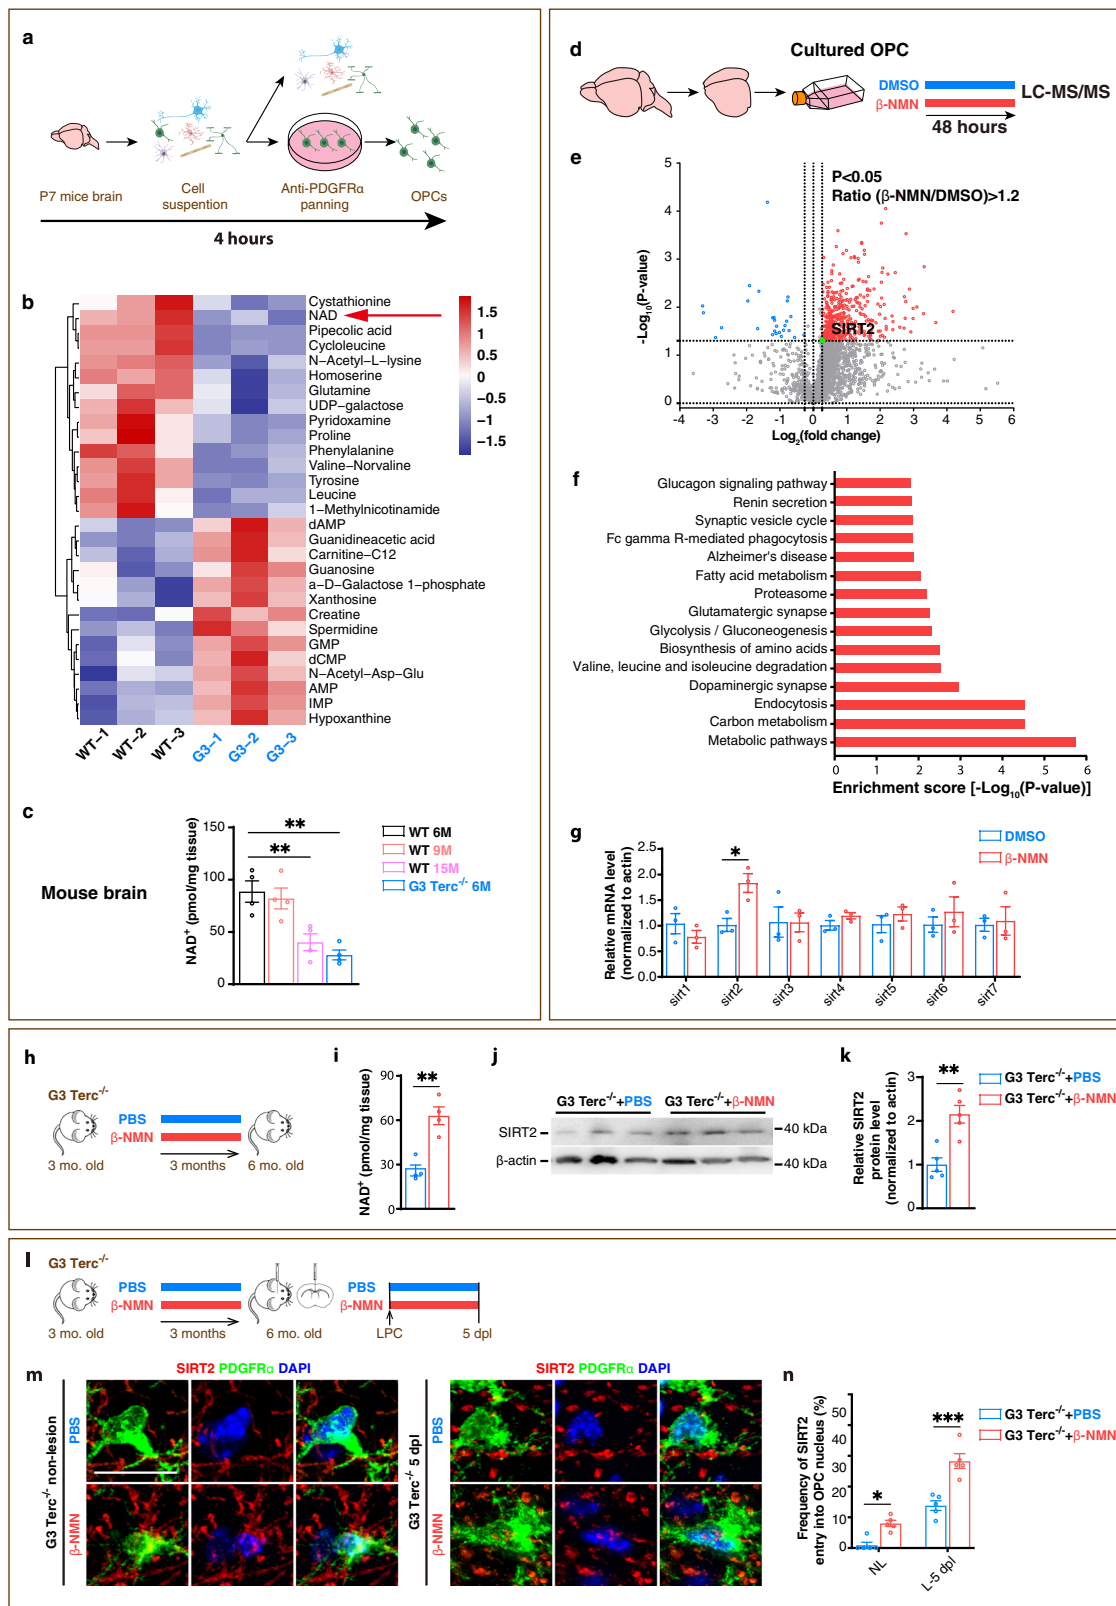 a
P7 mice brain
Cell
suspention
Anti-PDGFRα
panning
OPCs
4 hours
b
Cystathionine
NAD
Pipecolic acid
Cycloleucine
N−Acetyl−L−lysine
Homoserine
Glutamine
UDP−galactose
Pyridoxamine
Proline
Phenylalanine
Valine−Norvaline
Tyrosine
Leucine
1−Methylnicotinamide
dAMP
Guanidineacetic acid
Carnitine−C12
Guanosine
a−D−Galactose 1−phosphate
Xanthosine
Creatine
Spermidine
GMP
dCMP
N−Acetyl−Asp−Glu
AMP
IMP
Hypoxanthine
1.5
1
0.5
0
−0.5
−1
−1.5
WT−1
WT−2
WT−3
G3−1
G3−2
G3−3
c
Mouse brain
NAD⁺ (pmol/mg tissue)
150
100
50
0
**
**
WT 6M
WT 9M
WT 15M
G3 Terc⁻/⁻ 6M
d
Cultured OPC
DMSO
β-NMN
48 hours
LC-MS/MS
e
P<0.05
Ratio (β-NMN/DMSO)>1.2
SIRT2
-Log₁₀(P-value)
5
4
3
2
1
0
-4 -3 -2 -1 0 1 2 3 4 5 6
Log₂(fold change)
f
Glucagon signaling pathway
Renin secretion
Synaptic vesicle cycle
Fc gamma R-mediated phagocytosis
Alzheimer's disease
Fatty acid metabolism
Proteasome
Glutamatergic synapse
Glycolysis / Gluconeogenesis
Biosynthesis of amino acids
Valine, leucine and isoleucine degradation
Dopaminergic synapse
Endocytosis
Carbon metabolism
Metabolic pathways
0 1 2 3 4 5 6
Enrichment score [-Log₁₀(P-value)]
g
DMSO
β-NMN
Relative mRNA level
(normalized to actin)
2.5
2.0
1.5
1.0
0.5
0.0
*
sirt1
sirt2
sirt3
sirt4
sirt5
sirt6
sirt7
h
G3 Terc⁻/⁻
PBS
β-NMN
3 mo. old
3 months
6 mo. old
i
NAD⁺ (pmol/mg tissue)
90
60
30
0
**
j
G3 Terc⁻/⁻+PBS
G3 Terc⁻/⁻+β-NMN
SIRT2
40 kDa
β-actin
40 kDa
k
Relative SIRT2
protein level
(normalized to actin)
3
2
1
0
**
G3 Terc⁻/⁻+PBS
G3 Terc⁻/⁻+β-NMN
l
G3 Terc⁻/⁻
PBS
β-NMN
3 mo. old
3 months
6 mo. old
PBS
β-NMN
LPC
5 dpl
m
SIRT2 PDGFRα DAPI
SIRT2 PDGFRα DAPI
G3 Terc⁻/⁻ non-lesion
PBS
β-NMN
G3 Terc⁻/⁻ 5 dpl
PBS
β-NMN
n
Frequency of SIRT2
entry into OPC nucleus (%)
50
40
30
20
10
0
*
***
NL
L-5 dpl
G3 Terc⁻/⁻+PBS
G3 Terc⁻/⁻+β-NMN